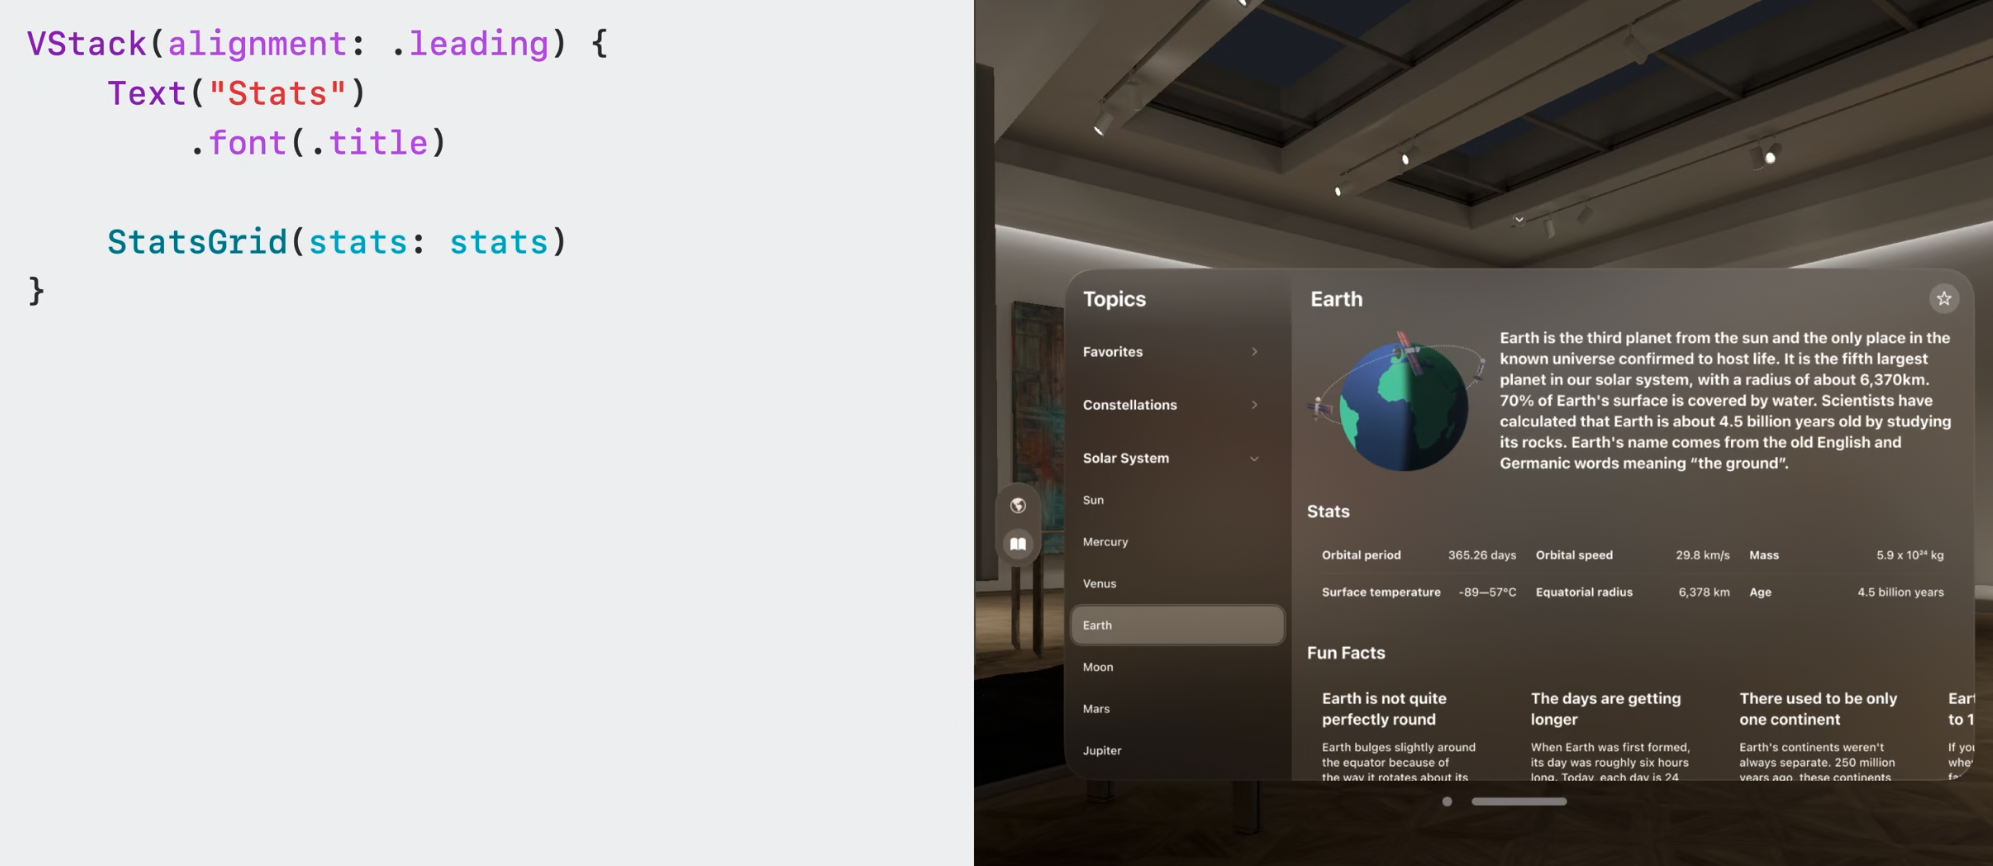 VStack(alignment: .leading) {
Text("Stats")
.font(.title)
StatsGrid(stats: stats)
}
Topics
Favorites
Constellations
Solar System
Sun
Mercury
Venus
Earth
Moon
Mars
Jupiter
Earth
Earth is the third planet from the sun and the only place in the
known universe confirmed to host life. It is the fifth largest
planet in our solar system, with a radius of about 6,370km.
70% of Earth's surface is covered by water. Scientists have
calculated that Earth is about 4.5 billion years old by studying
its rocks. Earth's name comes from the old English and
Germanic words meaning “the ground”.
Stats
Orbital period 365.26 days Orbital speed 29.8 km/s Mass 5.9 x 10²⁴ kg
Surface temperature -89—57°C Equatorial radius 6,378 km Age 4.5 billion years
Fun Facts
Earth is not quite
perfectly round
Earth bulges slightly around
the equator because of
the way it rotates about its
The days are getting
longer
When Earth was first formed,
its day was roughly six hours
long. Today, each day is 24
There used to be only
one continent
Earth's continents weren't
always separate. 250 million
years ago, these continents
to 1
If